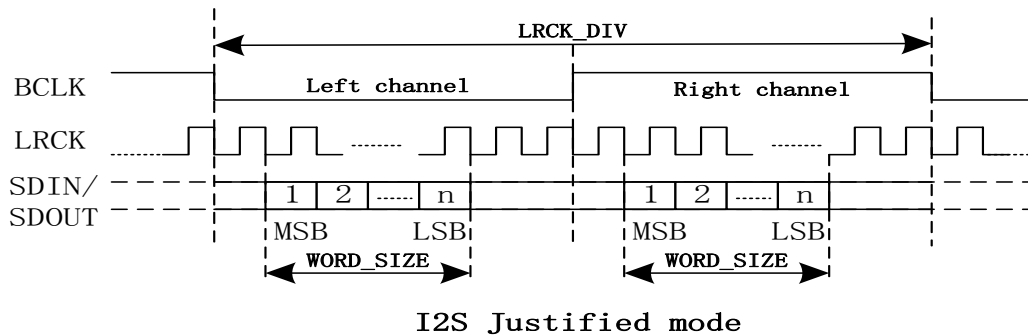 LRCK_DIV
BCLK Left channel Right channel
LRCK
SDIN/ 1 2 n 1 2 n
SDOUT
MSB LSB MSB LSB
WORD_SIZE WORD_SIZE
I2S Justified mode